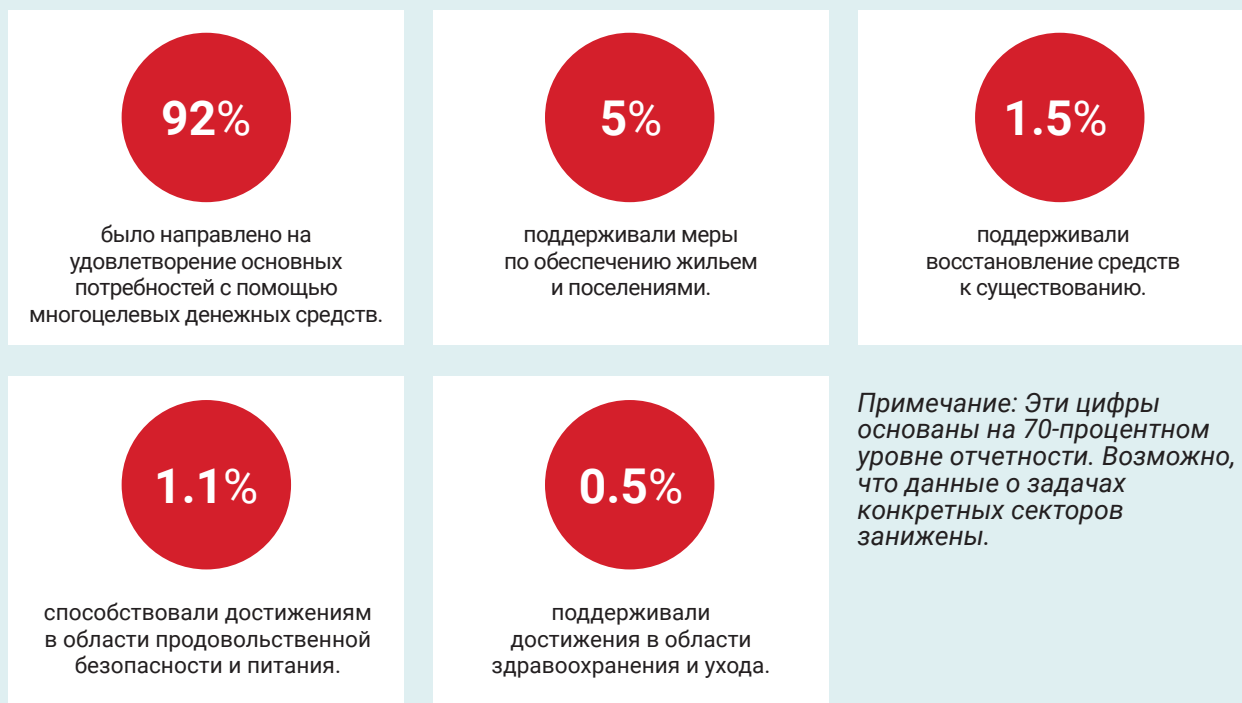 92%
было направлено на
удовлетворение основных
потребностей с помощью
многоцелевых денежных средств.
5%
поддерживали меры
по обеспечению жильем
и поселениями.
1.5%
поддерживали
восстановление средств
к существованию.
1.1%
способствовали достижениям
в области продовольственной
безопасности и питания.
0.5%
поддерживали
достижения в области
здравоохранения и ухода.
Примечание: Эти цифры
основаны на 70-процентном
уровне отчетности. Возможно,
что данные о задачах
конкретных секторов
занижены.